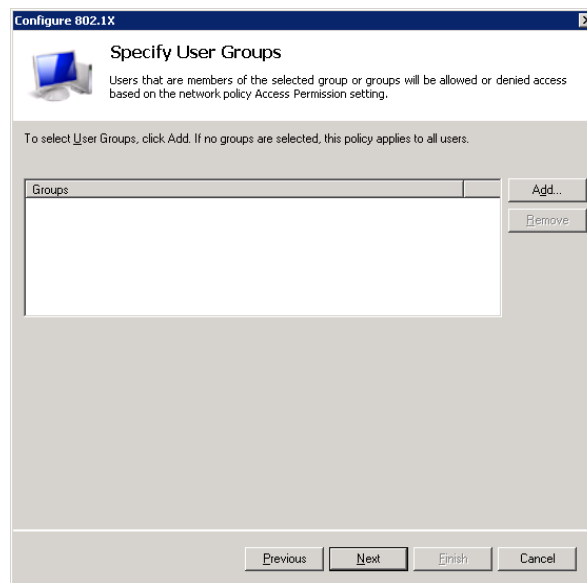 Configure 802.1X
Specify User Groups
Users that are members of the selected group or groups will be allowed or denied access
based on the network policy Access Permission setting.
To select User Groups, click Add. If no groups are selected, this policy applies to all users.
Groups
Add...
Remove
Previous
Next
Finish
Cancel